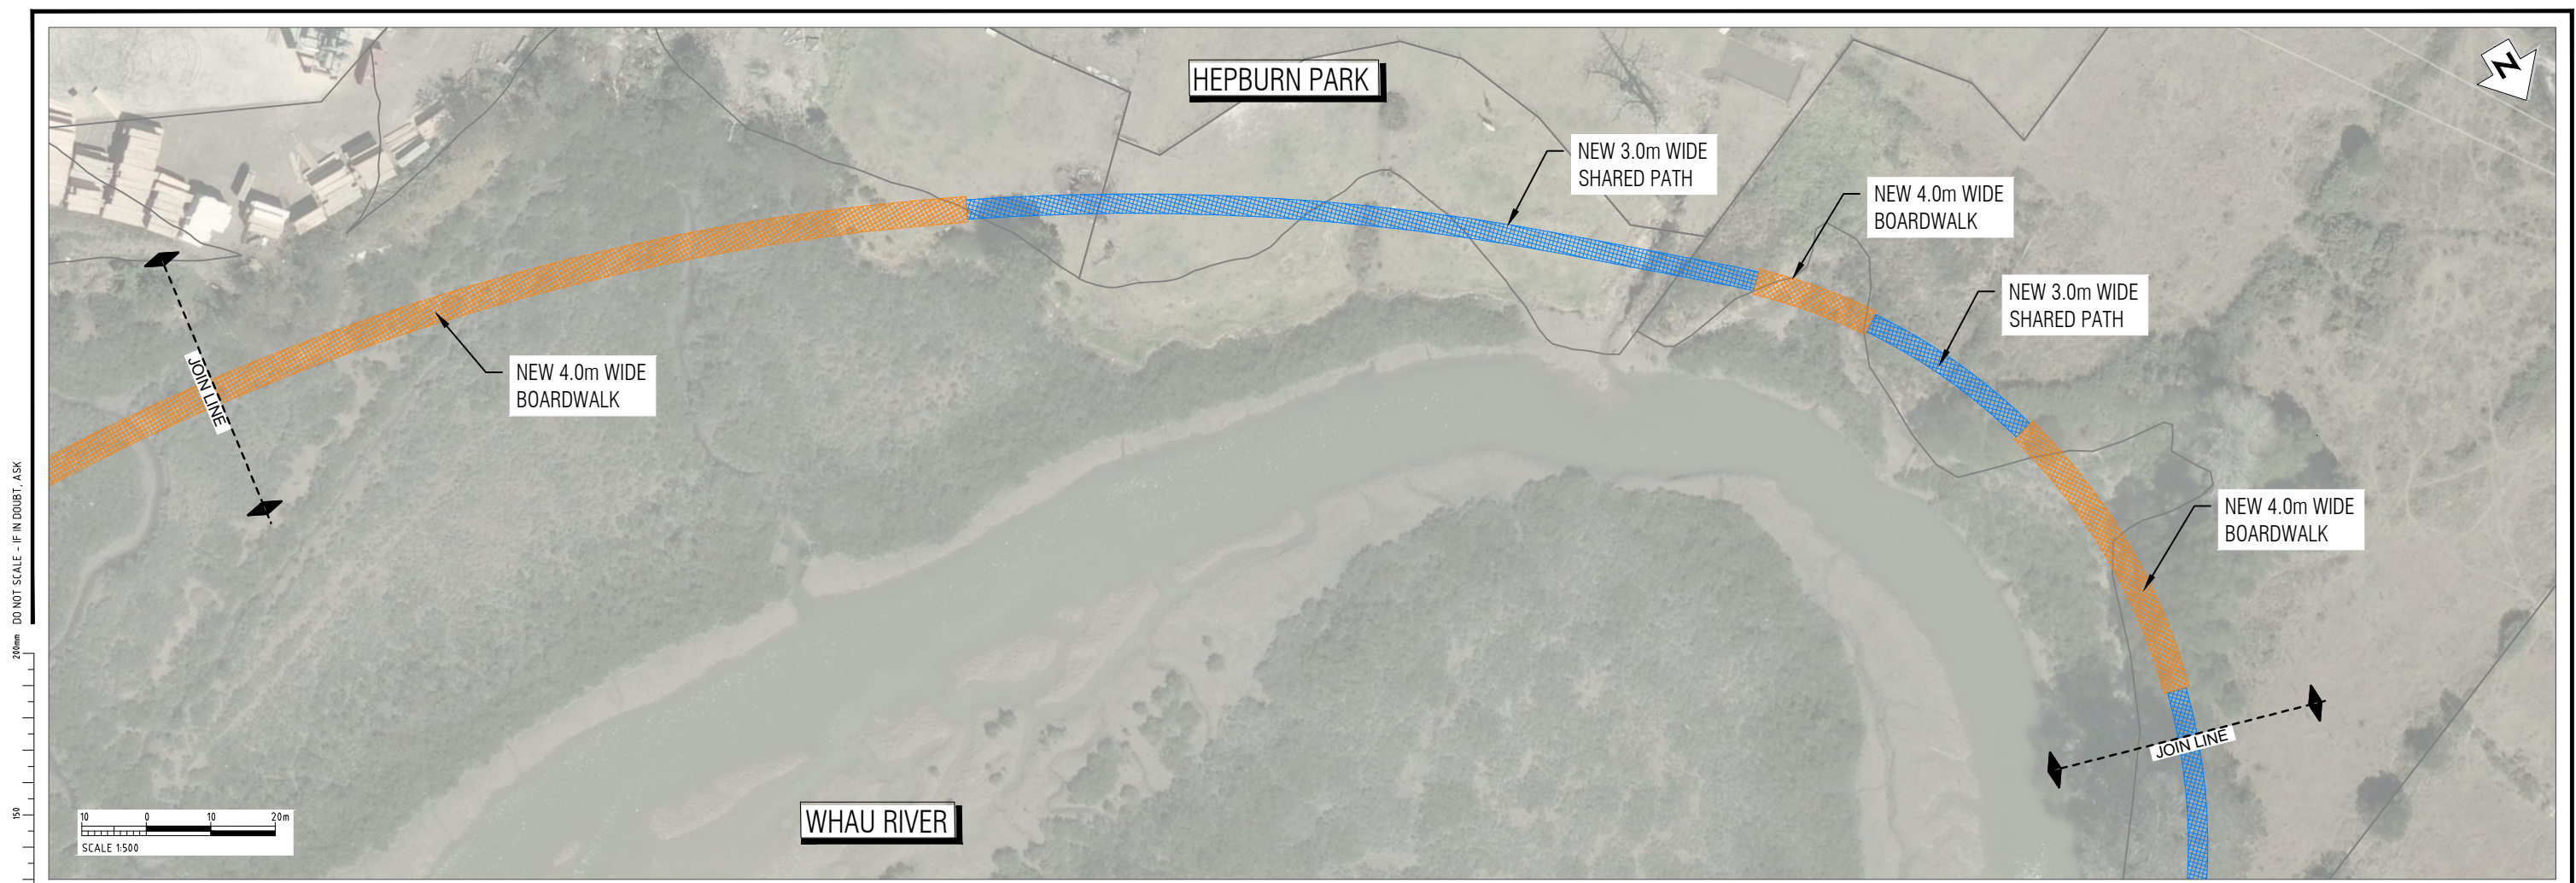 HEPBURN PARK
N
NEW 3.0m WIDE
SHARED PATH
NEW 4.0m WIDE
BOARDWALK
NEW 3.0m WIDE
SHARED PATH
NEW 4.0m WIDE
BOARDWALK
JOIN LINE
NEW 4.0m WIDE
BOARDWALK
JOIN LINE
WHAU RIVER
10 0 10 20m
SCALE 1:500
DO NOT SCALE - IF IN DOUBT, ASK
200mm
150